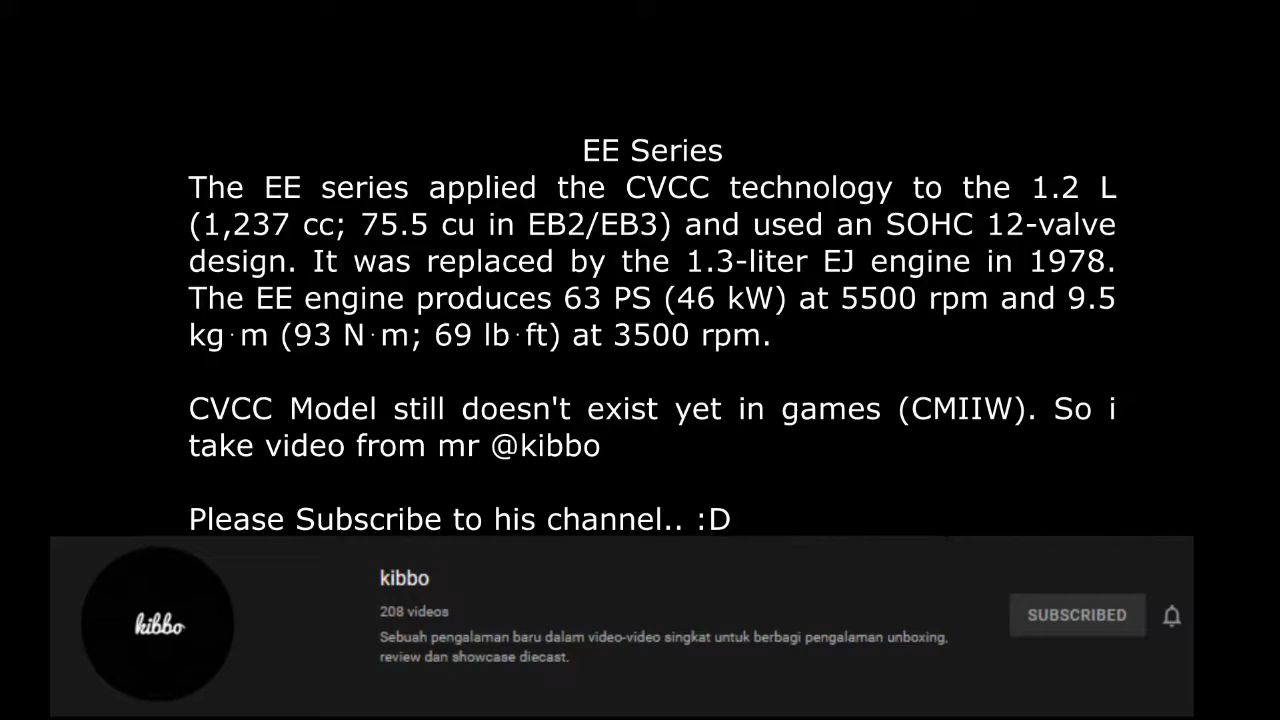 EE Series
The EE series applied the CVCC technology to the 1.2 L
(1,237 cc; 75.5 cu in EB2/EB3) and used an SOHC 12-valve
design. It was replaced by the 1.3-liter EJ engine in 1978.
The EE engine produces 63 PS (46 kW) at 5500 rpm and 9.5
kg⋅m (93 N⋅m; 69 lb⋅ft) at 3500 rpm.
CVCC Model still doesn't exist yet in games (CMIIW). So i
take video from mr @kibbo
Please Subscribe to his channel.. :D
kibbo
kibbo
208 videos
Sebuah pengalaman baru dalam video-video singkat untuk berbagi pengalaman unboxing,
review dan showcase diecast.
SUBSCRIBED